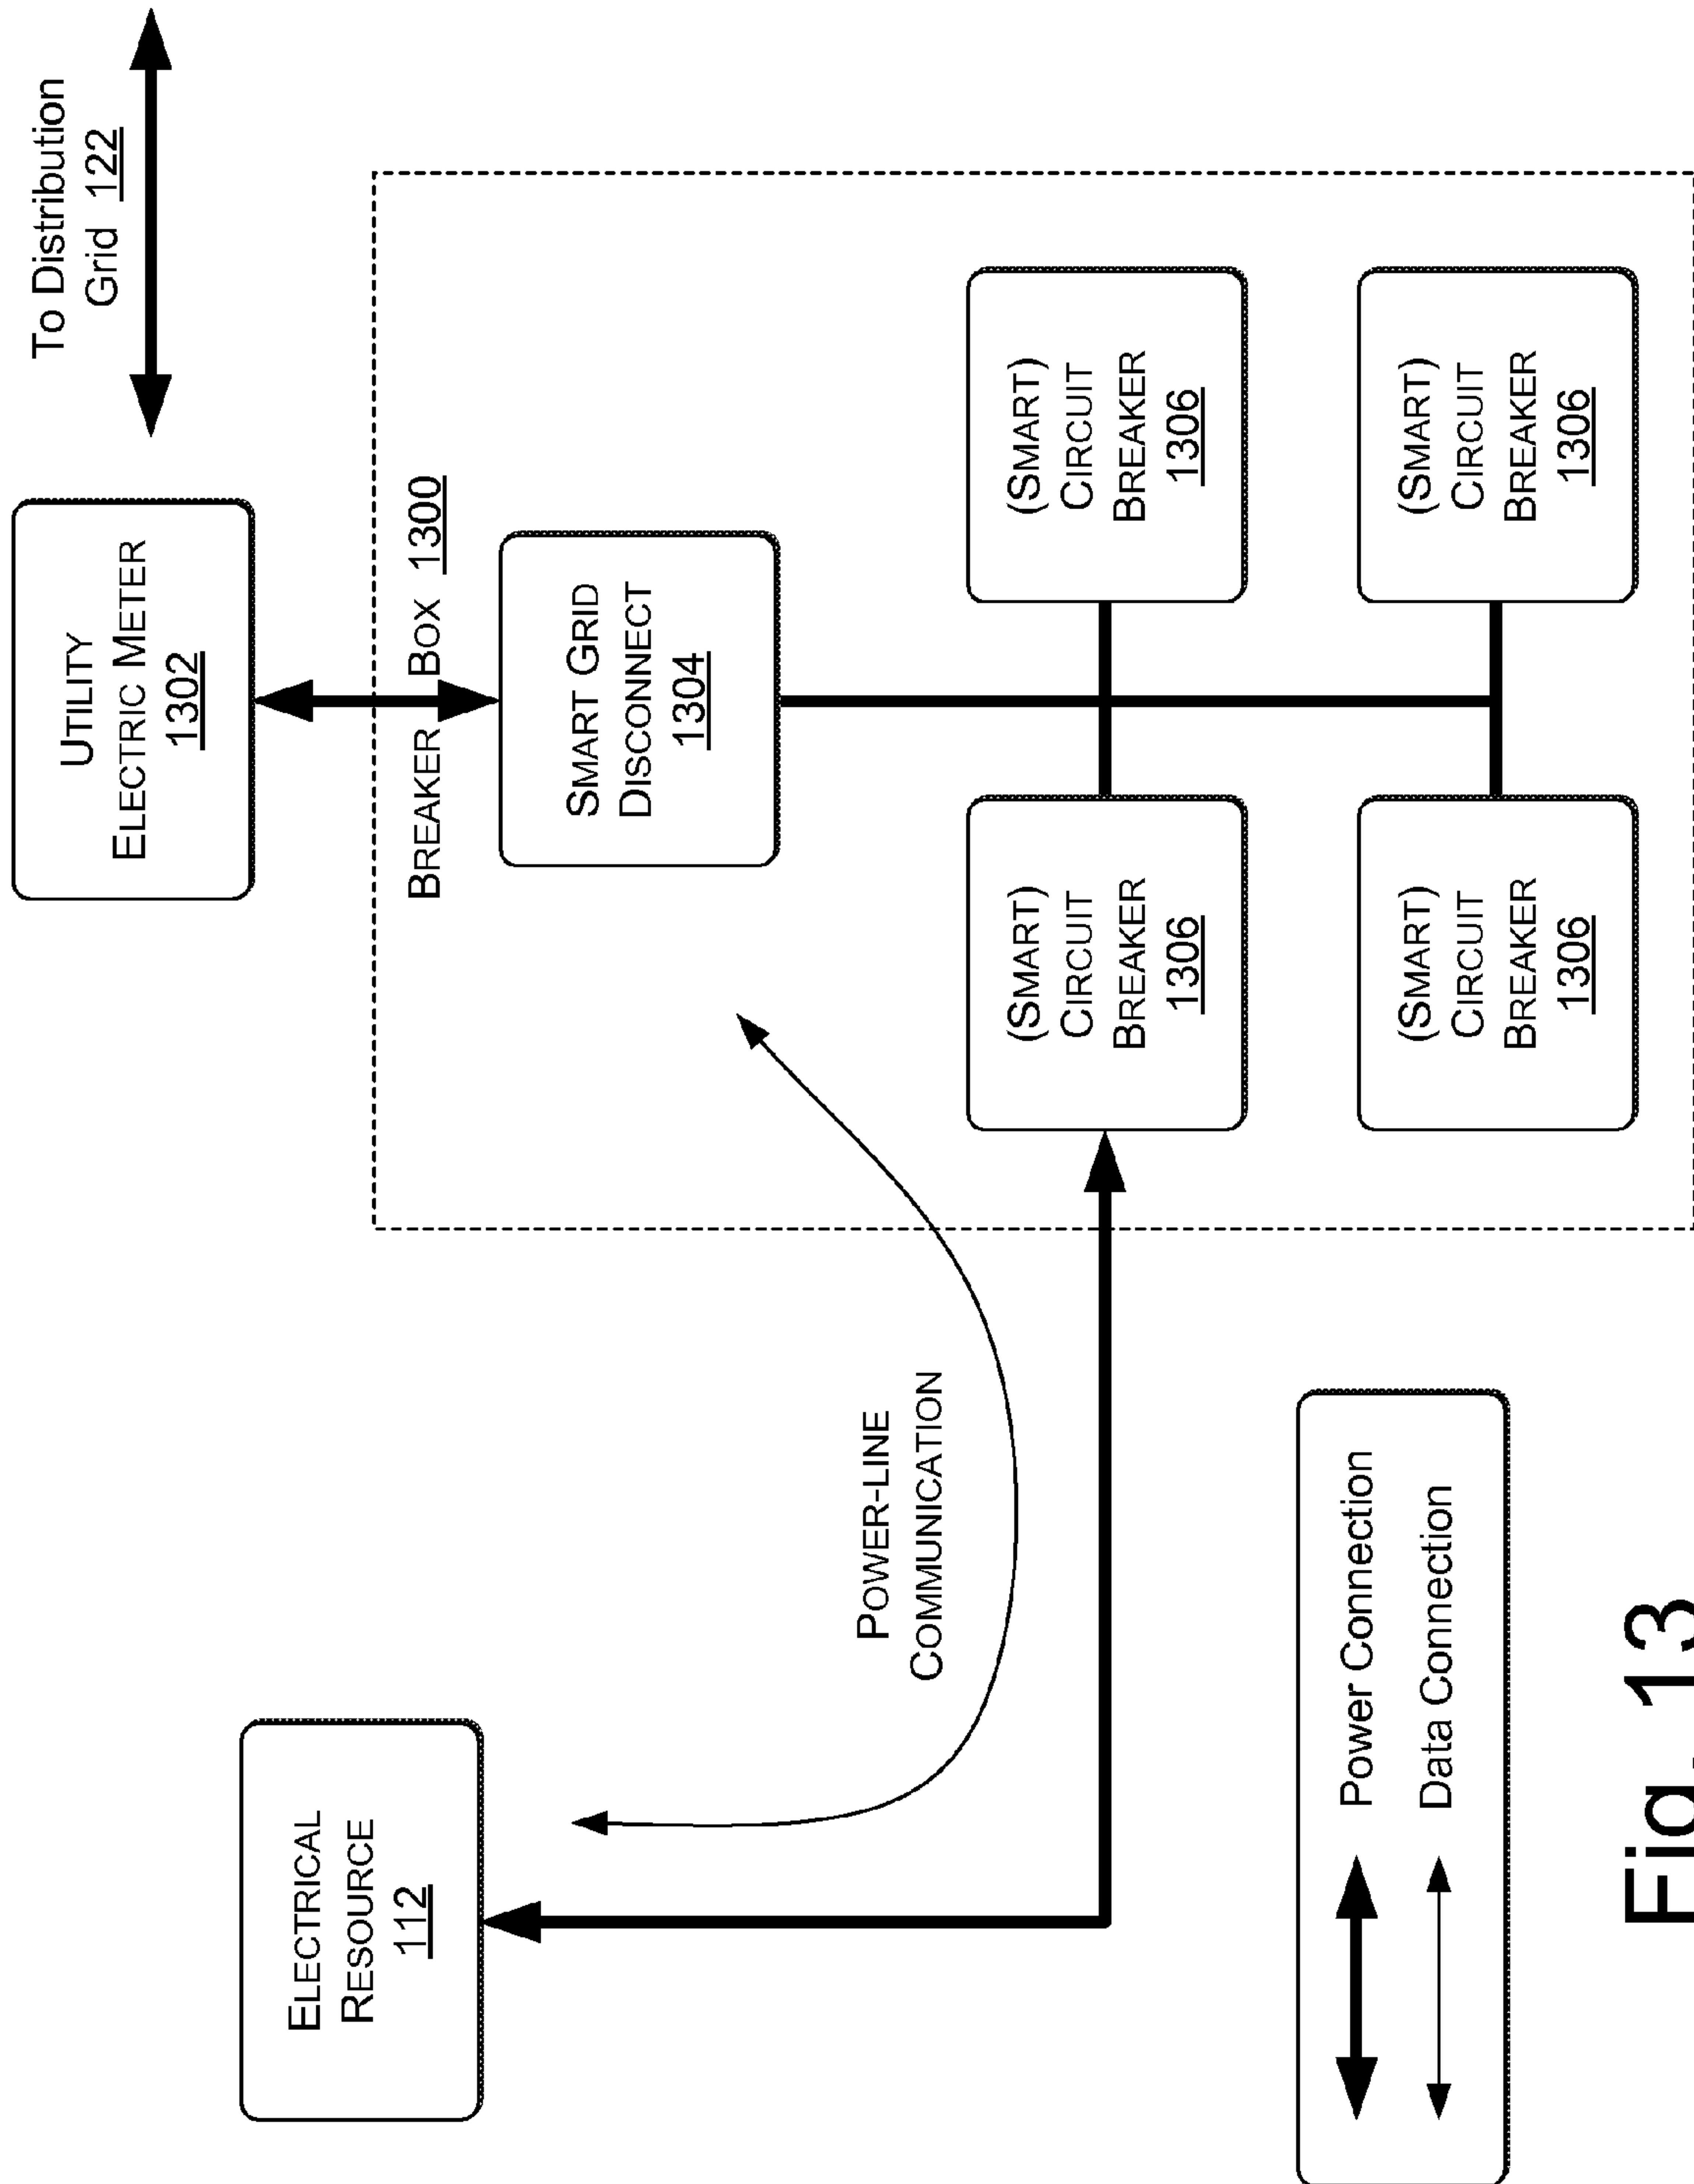 To Distribution
Grid 122
UTILITY
ELECTRIC METER
1302
BREAKER BOX 1300
SMART GRID
DISCONNECT
1304
ELECTRICAL
RESOURCE
112
POWER-LINE
COMMUNICATION
(SMART)
CIRCUIT
BREAKER
1306
(SMART)
CIRCUIT
BREAKER
1306
(SMART)
CIRCUIT
BREAKER
1306
(SMART)
CIRCUIT
BREAKER
1306
Power Connection
Data Connection
Fig. 13